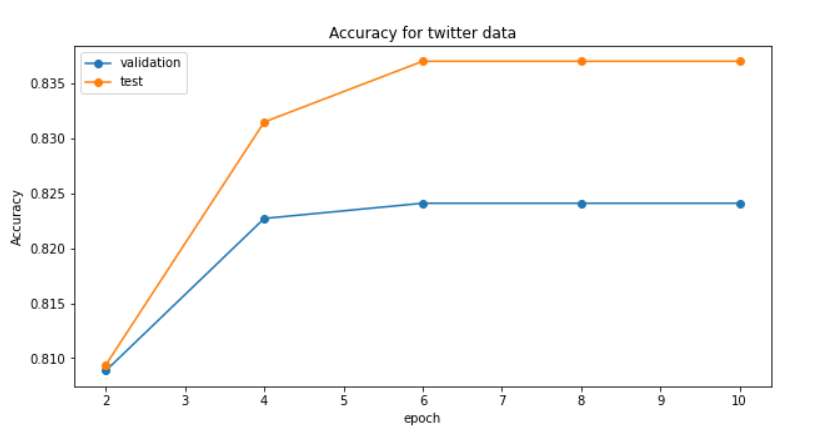 Accuracy for twitter data
validation
test
0.835
0.830
0.825
0.820
0.815
0.810
Accuracy
2 3 4 5 6 7 8 9 10
epoch